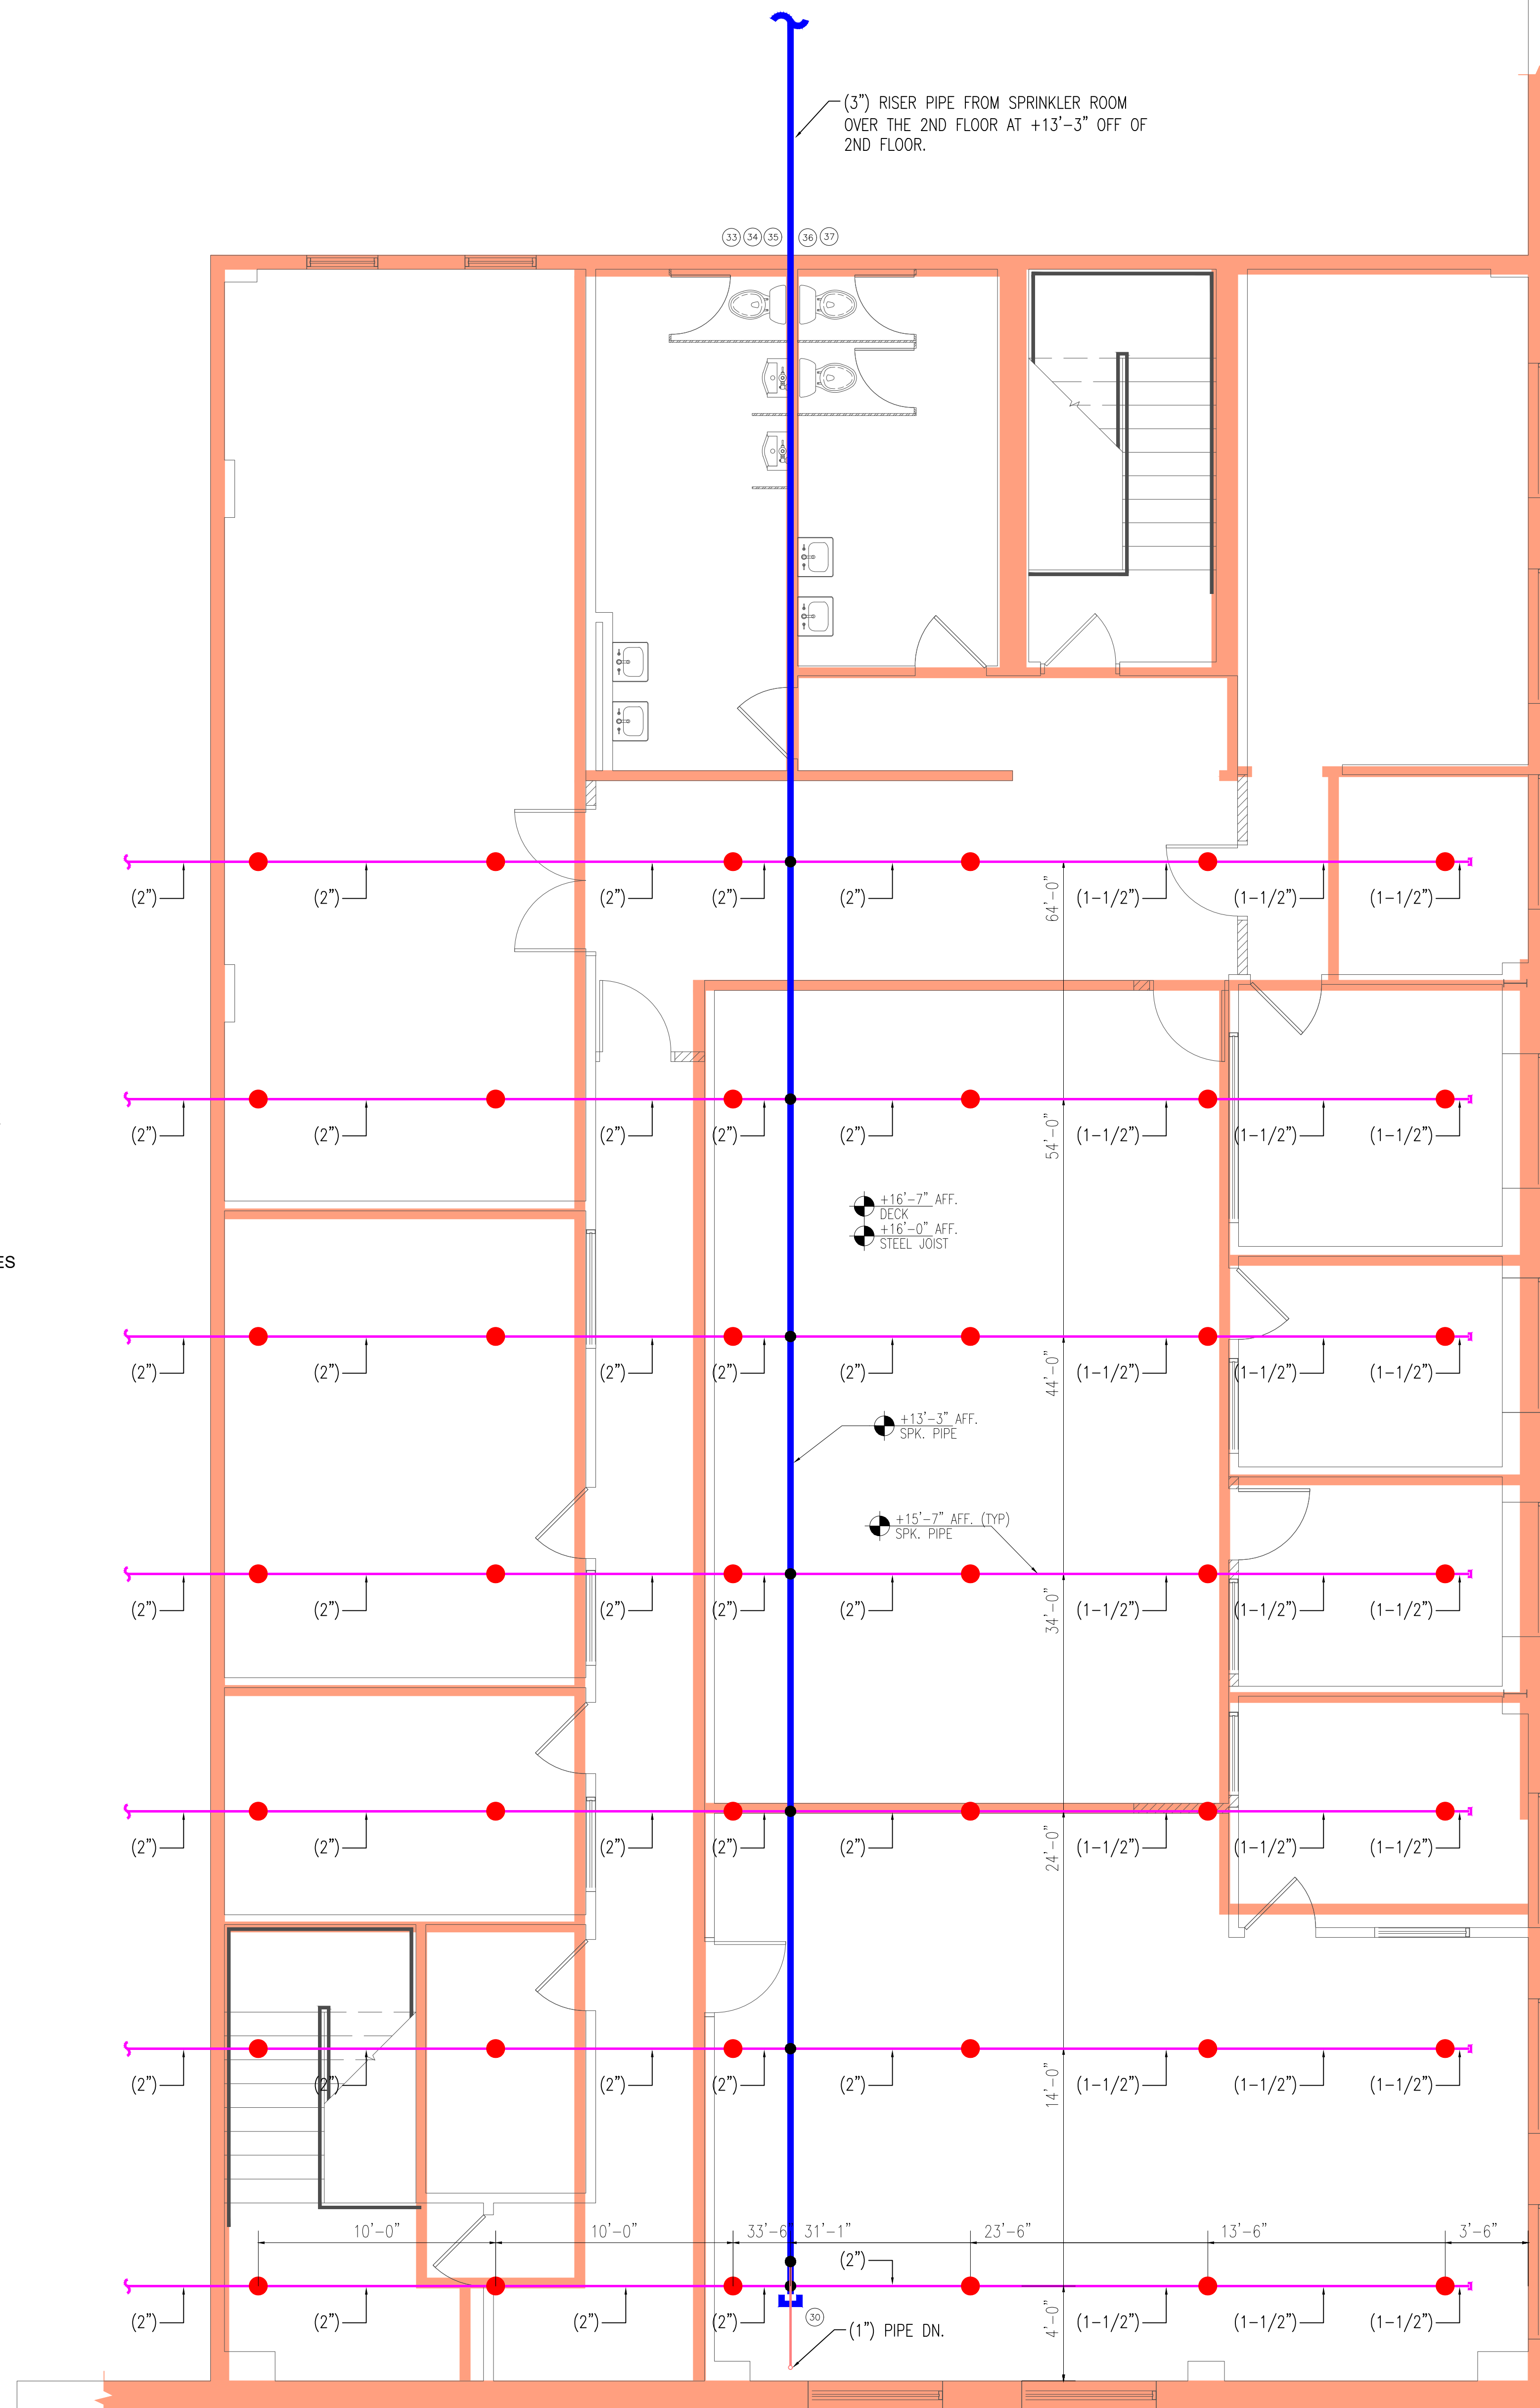 (3") RISER PIPE FROM SPRINKLER ROOM
OVER THE 2ND FLOOR AT +13'-3" OFF OF
2ND FLOOR.
33 34 35 36 37
64'-0"
(2") (2") (2") (2") (2") (1-1/2") (1-1/2") (1-1/2")
54'-0"
(2") (2") (2") (2") (2") (1-1/2") (1-1/2") (1-1/2")
+16'-7" AFF.
DECK
+16'-0" AFF.
STEEL JOIST
ES
44'-0"
(2") (2") (2") (2") (2") (1-1/2") (1-1/2") (1-1/2")
+13'-3" AFF.
SPK. PIPE
+15'-7" AFF. (TYP)
SPK. PIPE
34'-0"
(2") (2") (2") (2") (2") (1-1/2") (1-1/2") (1-1/2")
24'-0"
(2") (2") (2") (2") (2") (1-1/2") (1-1/2") (1-1/2")
14'-0"
(2") (2") (2") (2") (2") (1-1/2") (1-1/2") (1-1/2")
10'-0" 10'-0" 33'-6 31'-1" 23'-6" 13'-6" 3'-6"
(2")
4'-0"
(2") (2") (2") (2") (1-1/2") (1-1/2") (1-1/2")
30
(1") PIPE DN.